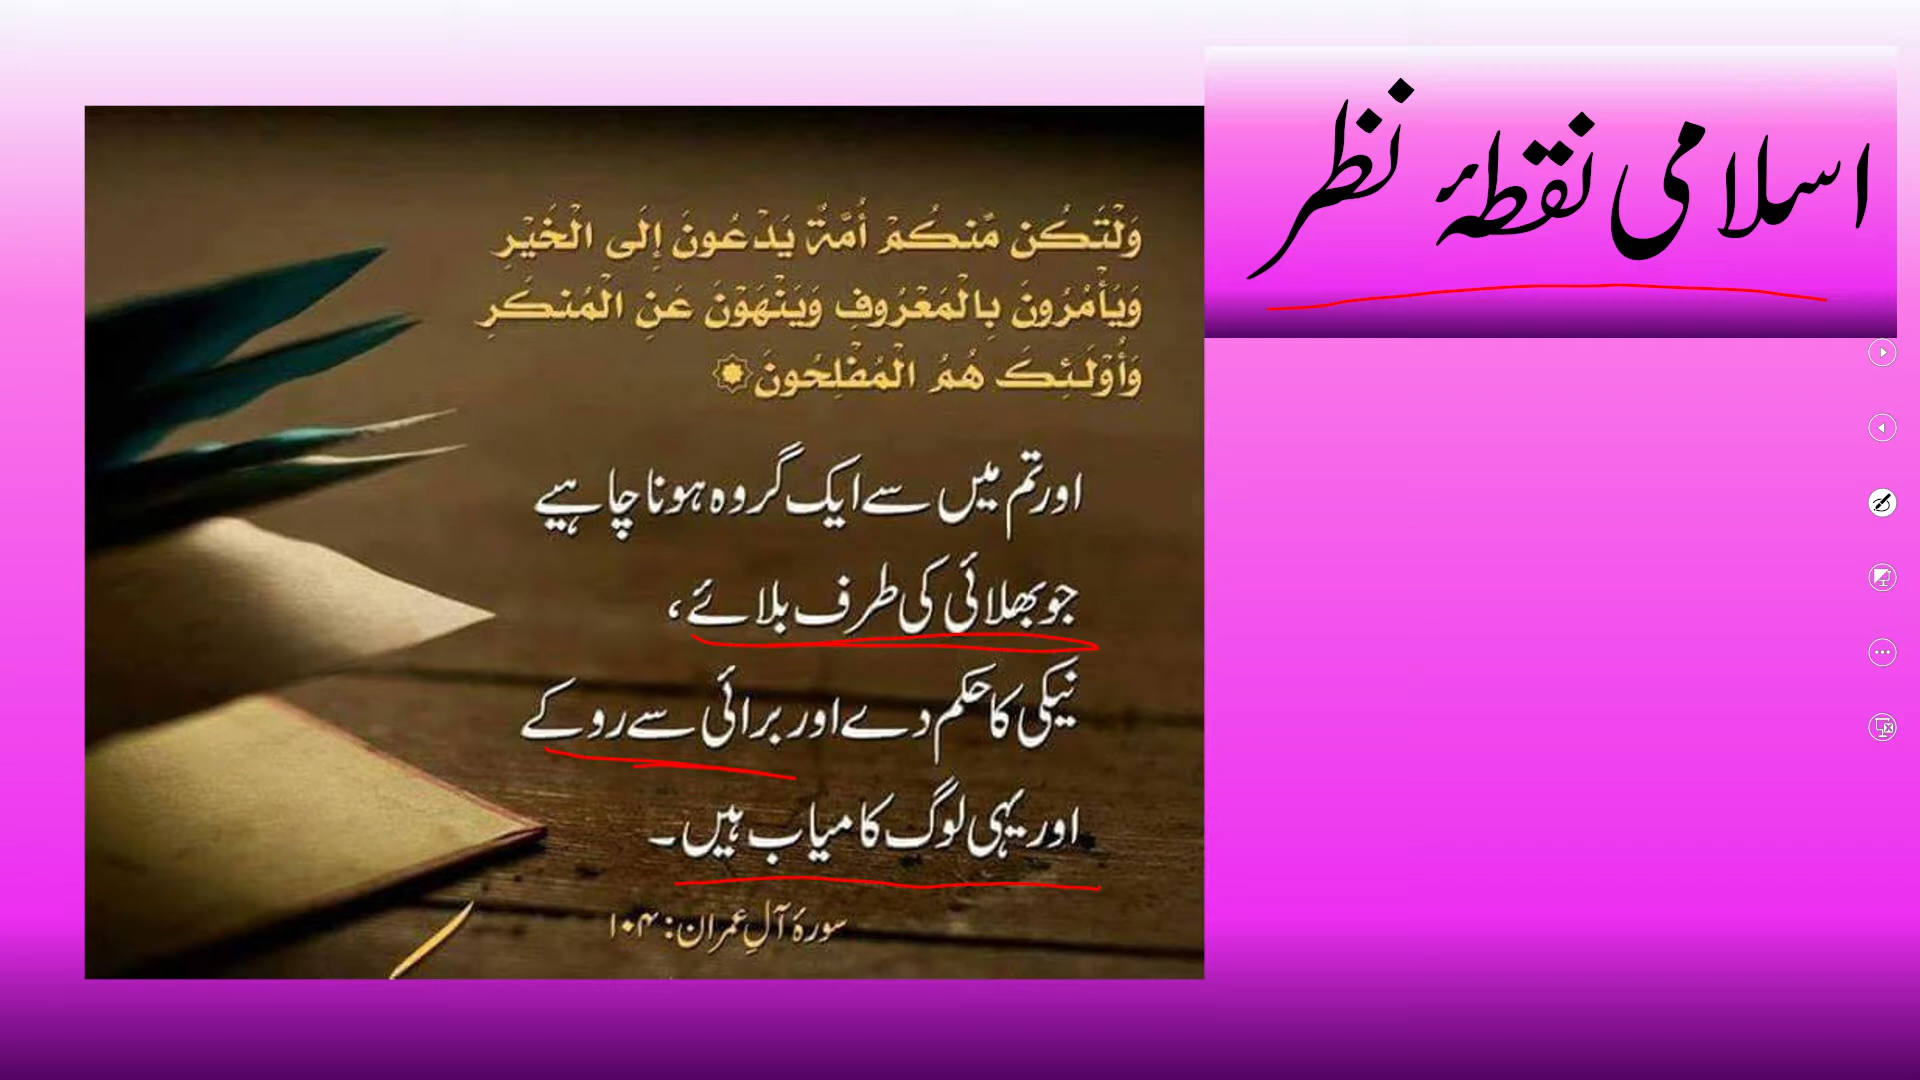 اسلامی نقطۂ نظر
وَلْتَكُن مِّنكُمْ أُمَّةٌ يَدْعُونَ إِلَى الْخَيْرِ
وَيَأْمُرُونَ بِالْمَعْرُوفِ وَيَنْهَوْنَ عَنِ الْمُنكَرِ
وَأُوْلَـئِكَ هُمُ الْمُفْلِحُونَ
اور تم میں سے ایک گروہ ہونا چاہیے
جو بھلائی کی طرف بلائے،
نیکی کا حکم دے اور برائی سے روکے
اور یہی لوگ کامیاب ہیں۔
سورۂ آلِ عمران: ۱۰۴